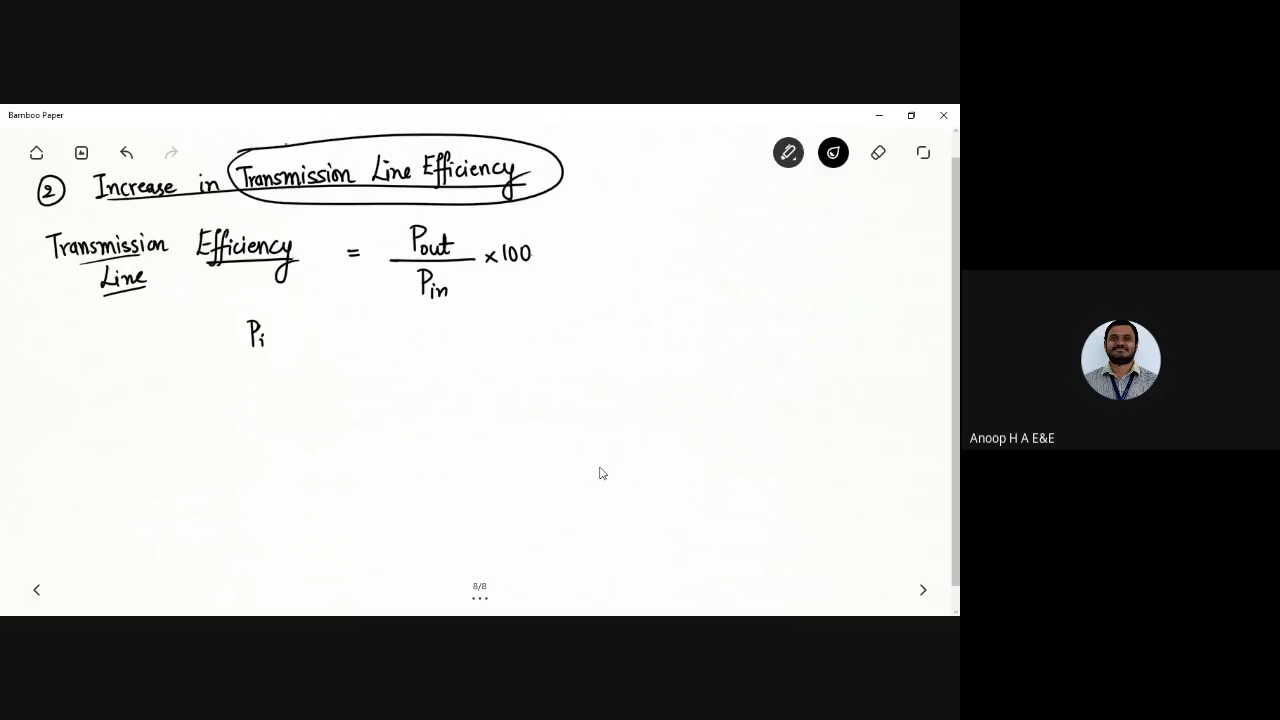 Bamboo Paper
② Increase in Transmission Line Efficiency
Transmission Line Efficiency = Pout / Pin × 100
Pi
8/8
Anoop H A E&E